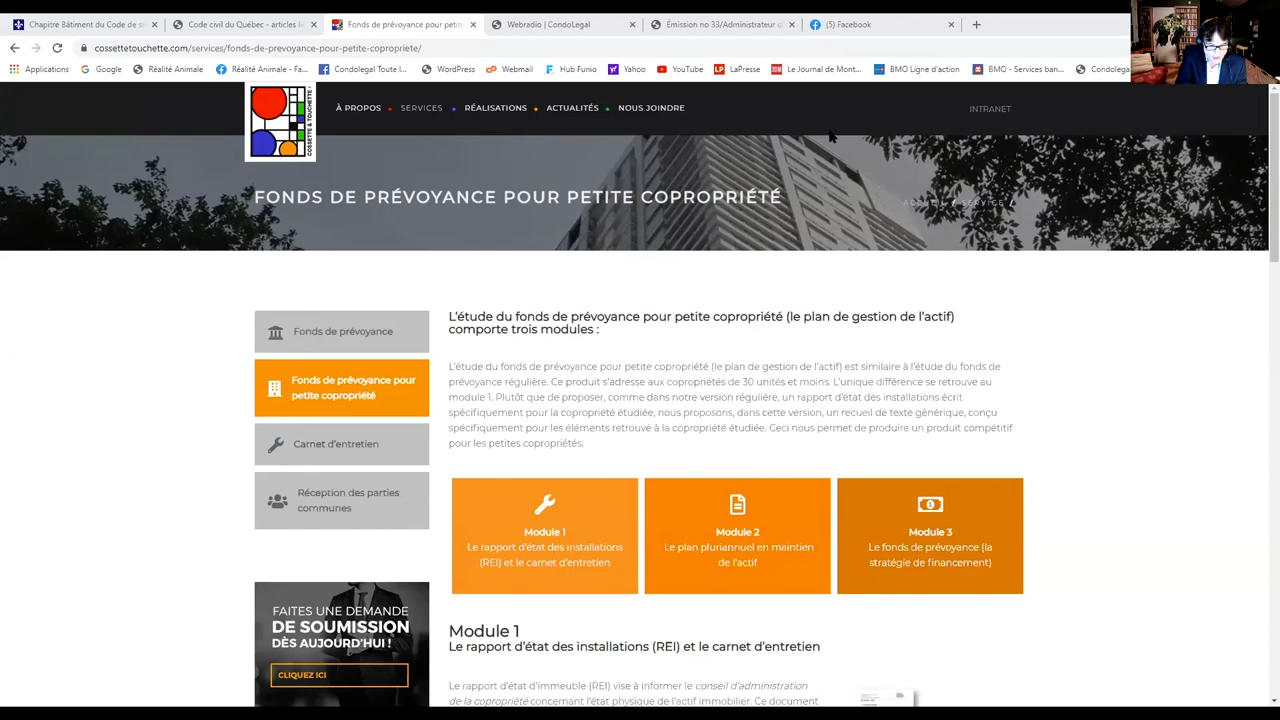 Chapitre Bâtiment du Code de s
Code civil du Québec - articles li
Fonds de prévoyance pour petite
Webradio | CondoLegal
Émission no 33/Administrateur d
(5) Facebook
cossettetouchette.com/services/fonds-de-prevoyance-pour-petite-copropriete/
Applications
Google
Réalité Animale
Réalité Animale - Fa...
Condolegal Toute l...
WordPress
Webmail
Hub Funio
Yahoo
YouTube
LaPresse
Le Journal de Mont...
BMO Ligne d'action
BMO - Services ban...
Condolegal
COSSETTE & TOUCHETTE
À PROPOS
SERVICES
RÉALISATIONS
ACTUALITÉS
NOUS JOINDRE
INTRANET
FONDS DE PRÉVOYANCE POUR PETITE COPROPRIÉTÉ
ACCUEIL / SERVICE /
Fonds de prévoyance
Fonds de prévoyance pour
petite copropriété
Carnet d'entretien
Réception des parties
communes
FAITES UNE DEMANDE
DE SOUMISSION
DÈS AUJOURD'HUI !
CLIQUEZ ICI
L'étude du fonds de prévoyance pour petite copropriété (le plan de gestion de l'actif)
comporte trois modules :
L'étude du fonds de prévoyance pour petite copropriété (le plan de gestion de l'actif) est similaire à l'étude du fonds de
prévoyance régulière. Ce produit s'adresse aux copropriétés de 30 unités et moins. L'unique différence se retrouve au
module 1. Plutôt que de proposer, comme dans notre version régulière, un rapport d'état des installations écrit
spécifiquement pour la copropriété étudiée, nous proposons, dans cette version, un recueil de texte générique, conçu
spécifiquement pour les éléments retrouvé à la copropriété étudiée. Ceci nous permet de produire un produit compétitif
pour les petites copropriétés.
Module 1
Le rapport d'état des installations
(REI) et le carnet d'entretien
Module 2
Le plan pluriannuel en maintien
de l'actif
Module 3
Le fonds de prévoyance (la
stratégie de financement)
Module 1
Le rapport d'état des installations (REI) et le carnet d'entretien
Le rapport d'état d'immeuble (REI) vise à informer le conseil d'administration
de la copropriété concernant l'état physique de l'actif immobilier. Ce document